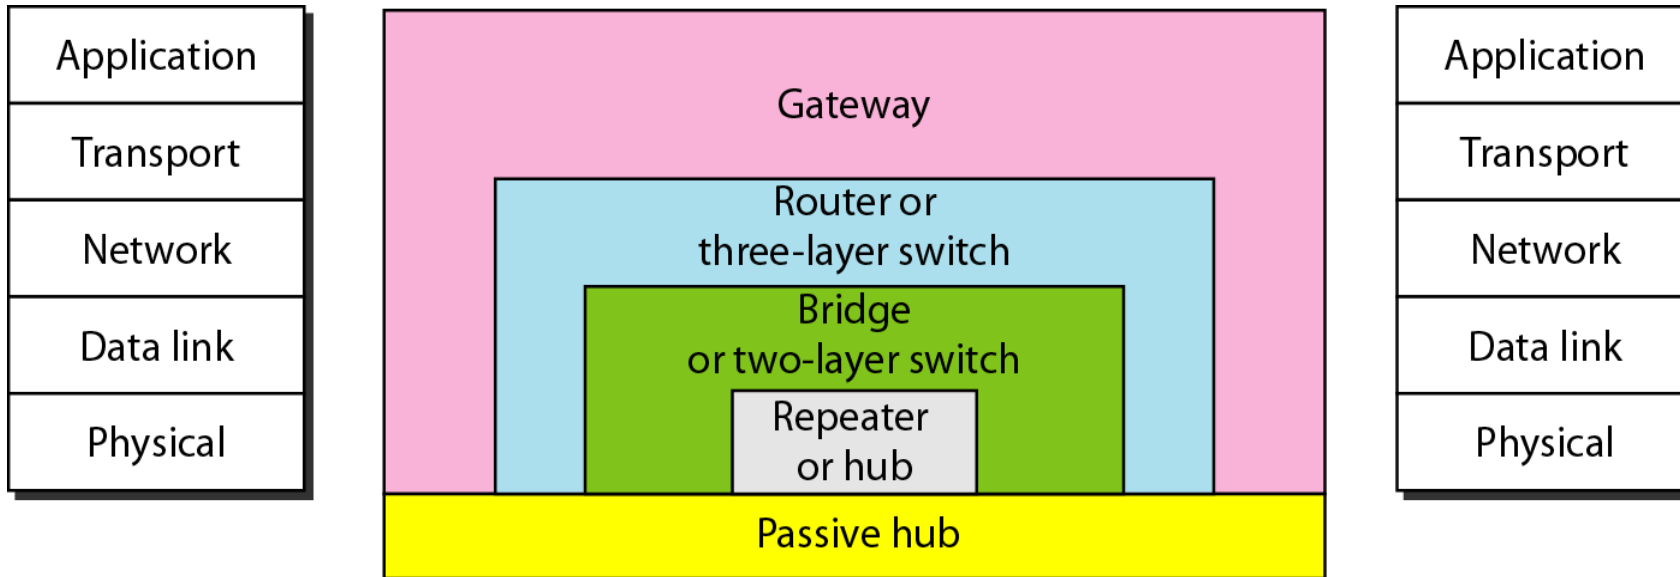 Application
Transport
Network
Data link
Physical
Gateway
Router or
three-layer switch
Bridge
or two-layer switch
Repeater
or hub
Passive hub
Application
Transport
Network
Data link
Physical